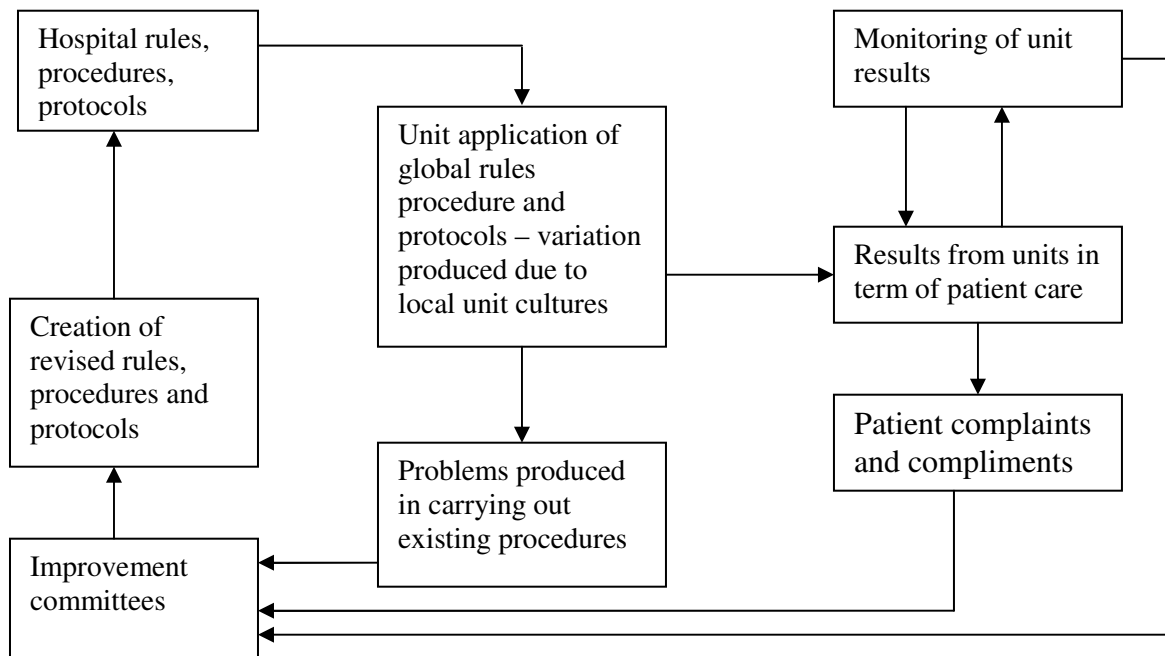 Hospital rules,
procedures,
protocols
Unit application of
global rules
procedure and
protocols – variation
produced due to
local unit cultures
Monitoring of unit
results
Results from units in
term of patient care
Creation of
revised rules,
procedures and
protocols
Patient complaints
and compliments
Problems produced
in carrying out
existing procedures
Improvement
committees